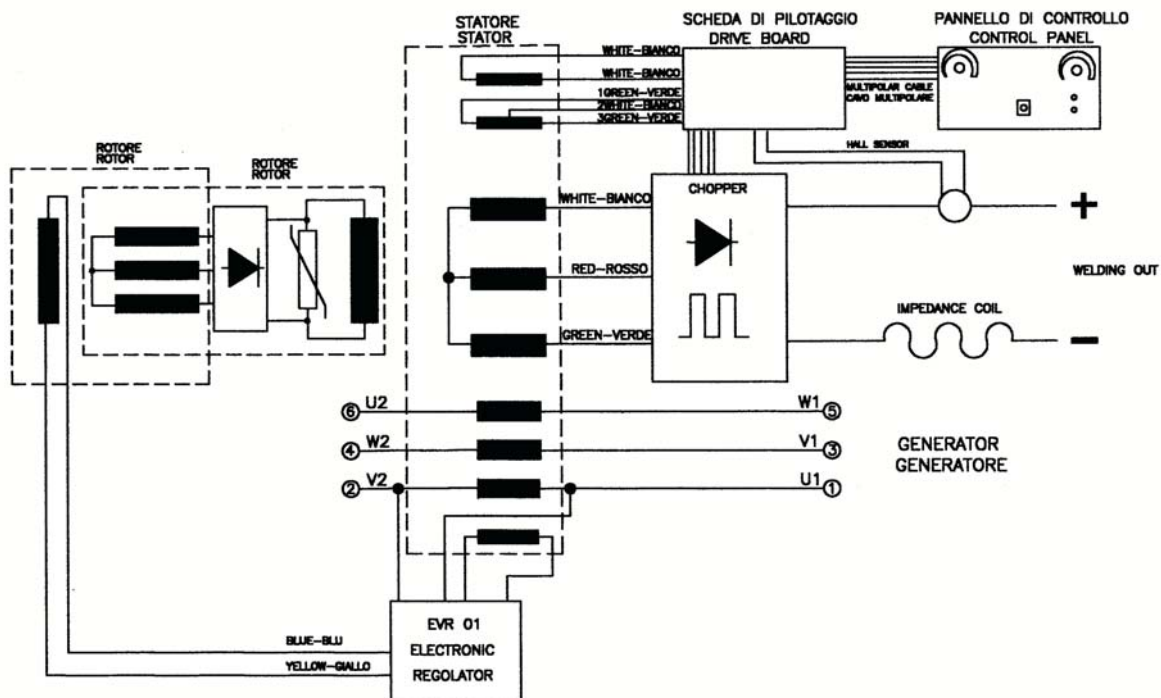 STATORE
STATOR
SCHEDA DI PILOTAGGIO
DRIVE BOARD
PANNELLO DI CONTROLLO
CONTROL PANEL
WHITE-BIANCO
WHITE-BIANCO
1GREEN-VERDE
2WHITE-BIANCO
3GREEN-VERDE
MULTIPOLAR CABLE
CAVO MULTIPOLARE
HALL SENSOR
ROTORE
ROTOR
ROTORE
ROTOR
CHOPPER
WHITE-BIANCO
+
RED-ROSSO
WELDING OUT
GREEN-VERDE
IMPEDANCE COIL
-
6 U2
W1 5
4 W2
V1 3
GENERATOR
GENERATORE
2 V2
U1 1
EVR 01
ELECTRONIC
REGOLATOR
BLUE-BLU
YELLOW-GIALLO